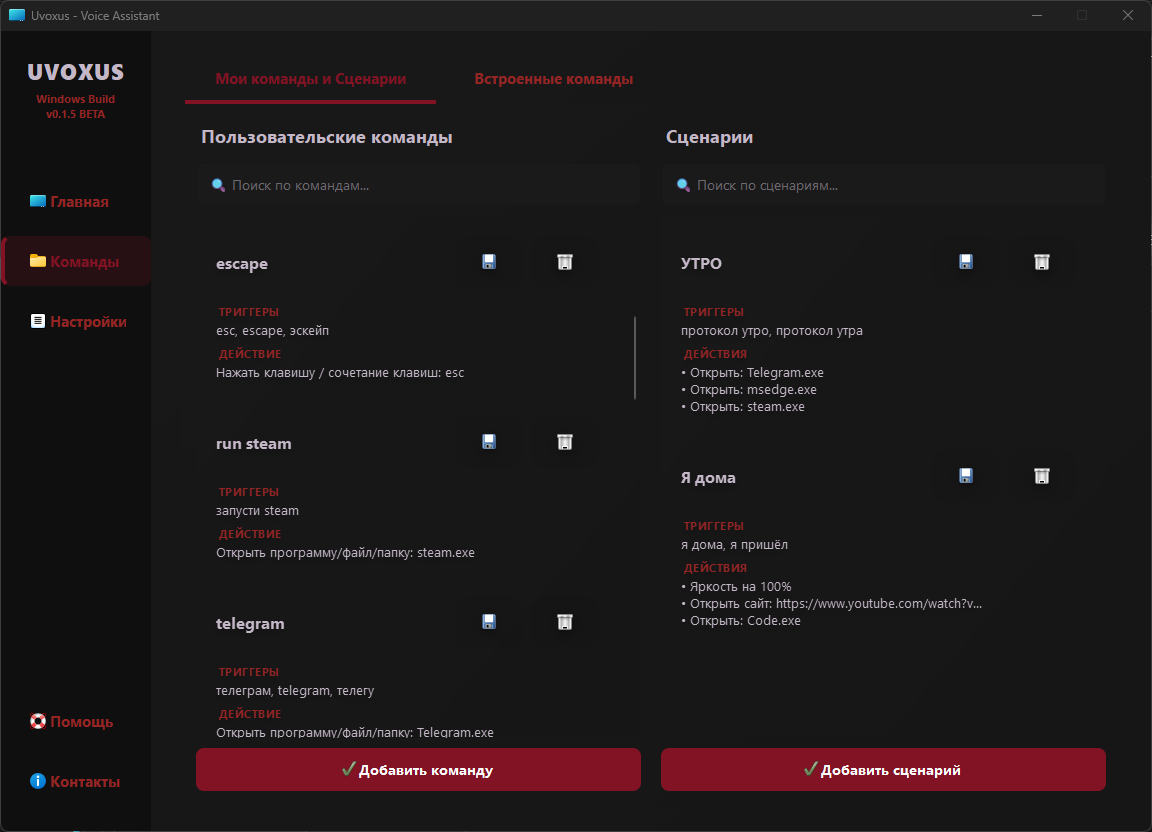 Uvoxus - Voice Assistant
UVOXUS
Windows Build
v0.1.5 BETA
Главная
Команды
Настройки
Помощь
Контакты
Мои команды и Сценарии
Встроенные команды
Пользовательские команды
Поиск по командам...
escape
ТРИГГЕРЫ
esc, escape, эскейп
ДЕЙСТВИЕ
Нажать клавишу / сочетание клавиш: esc
run steam
ТРИГГЕРЫ
запусти steam
ДЕЙСТВИЕ
Открыть программу/файл/папку: steam.exe
telegram
ТРИГГЕРЫ
телеграм, telegram, телегу
ДЕЙСТВИЕ
Открыть программу/файл/папку: Telegram.exe
Добавить команду
Сценарии
Поиск по сценариям...
УТРО
ТРИГГЕРЫ
протокол утро, протокол утра
ДЕЙСТВИЯ
• Открыть: Telegram.exe
• Открыть: msedge.exe
• Открыть: steam.exe
Я дома
ТРИГГЕРЫ
я дома, я пришёл
ДЕЙСТВИЯ
• Яркость на 100%
• Открыть сайт: https://www.youtube.com/watch?v...
• Открыть: Code.exe
Добавить сценарий